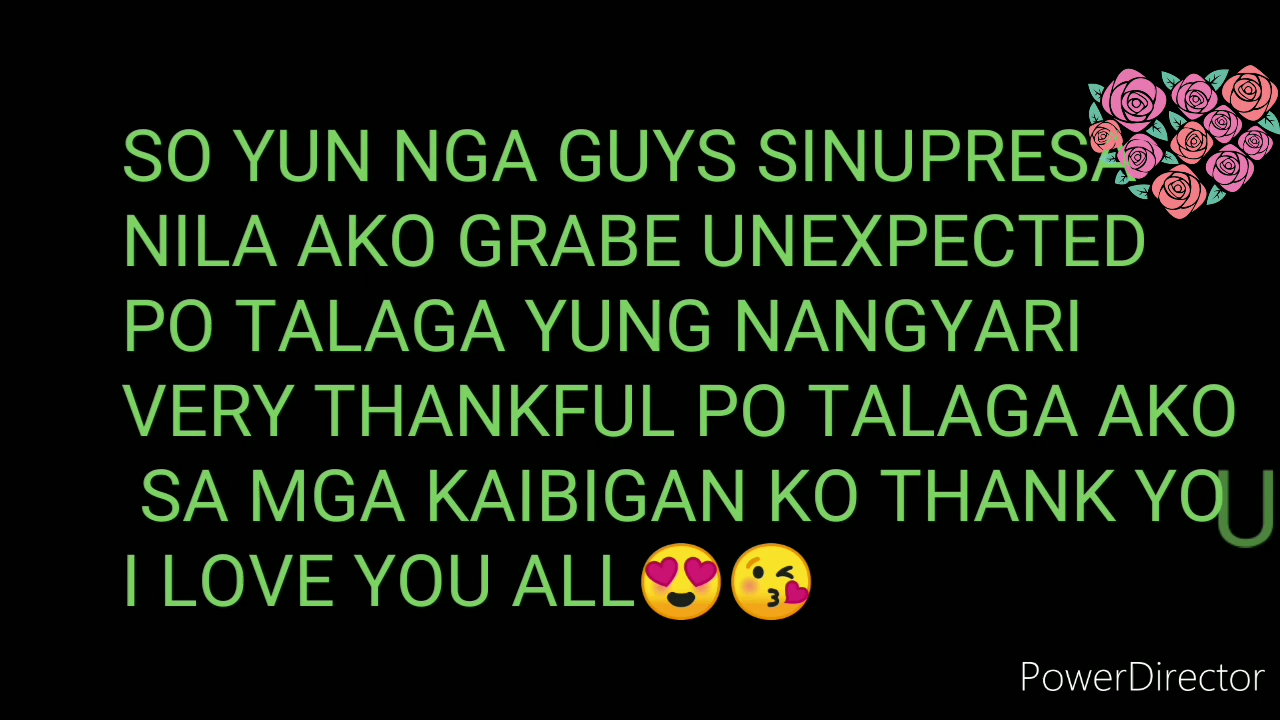 SO YUN NGA GUYS SINUPRESA
NILA AKO GRABE UNEXPECTED
PO TALAGA YUNG NANGYARI
VERY THANKFUL PO TALAGA AKO
SA MGA KAIBIGAN KO THANK YOU
I LOVE YOU ALL😍😘
PowerDirector